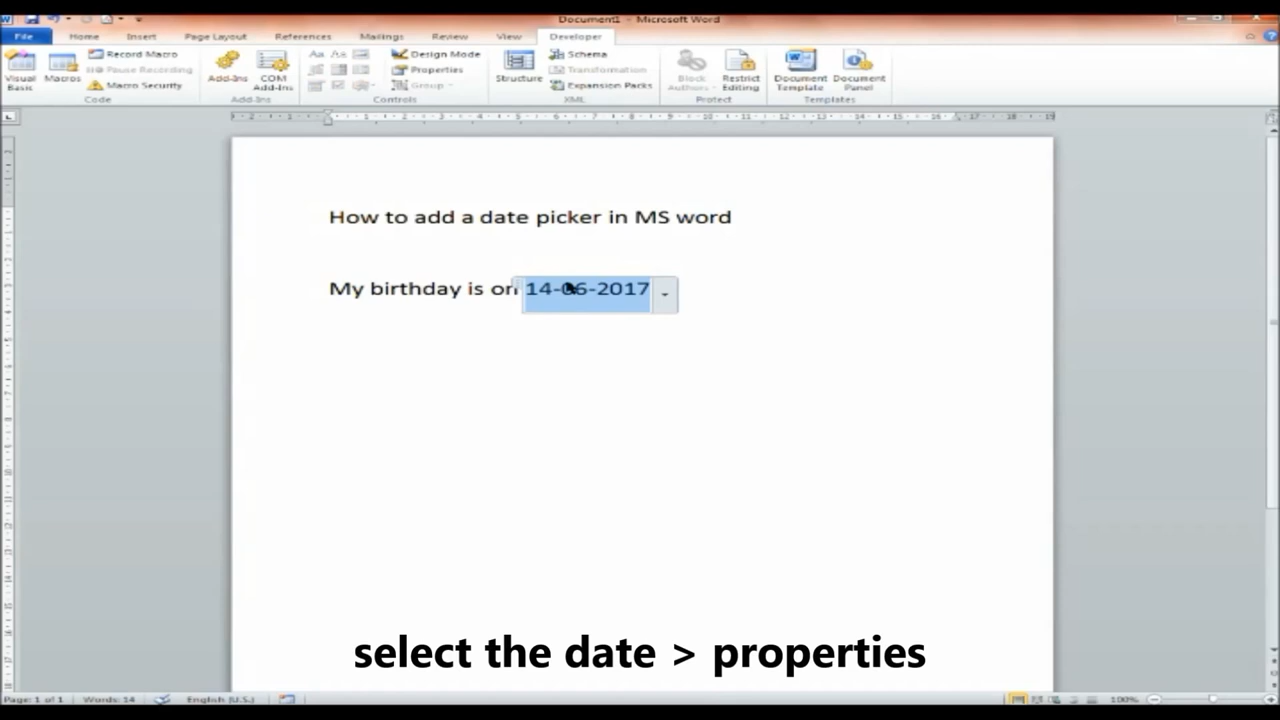 Document1 - Microsoft Word
File Home Insert Page Layout References Mailings Review View Developer
Visual Basic
Macros
Record Macro
Pause Recording
Macro Security
Code
Add-Ins
COM Add-Ins
Add-Ins
Design Mode
Properties
Group
Controls
Structure
Schema
Transformation
Expansion Packs
XML
Block Authors
Restrict Editing
Protect
Document Template
Document Panel
Templates
How to add a date picker in MS word
My birthday is on 14-06-2017
select the date > properties
Page: 1 of 1 Words: 14 English (U.S.) 100%